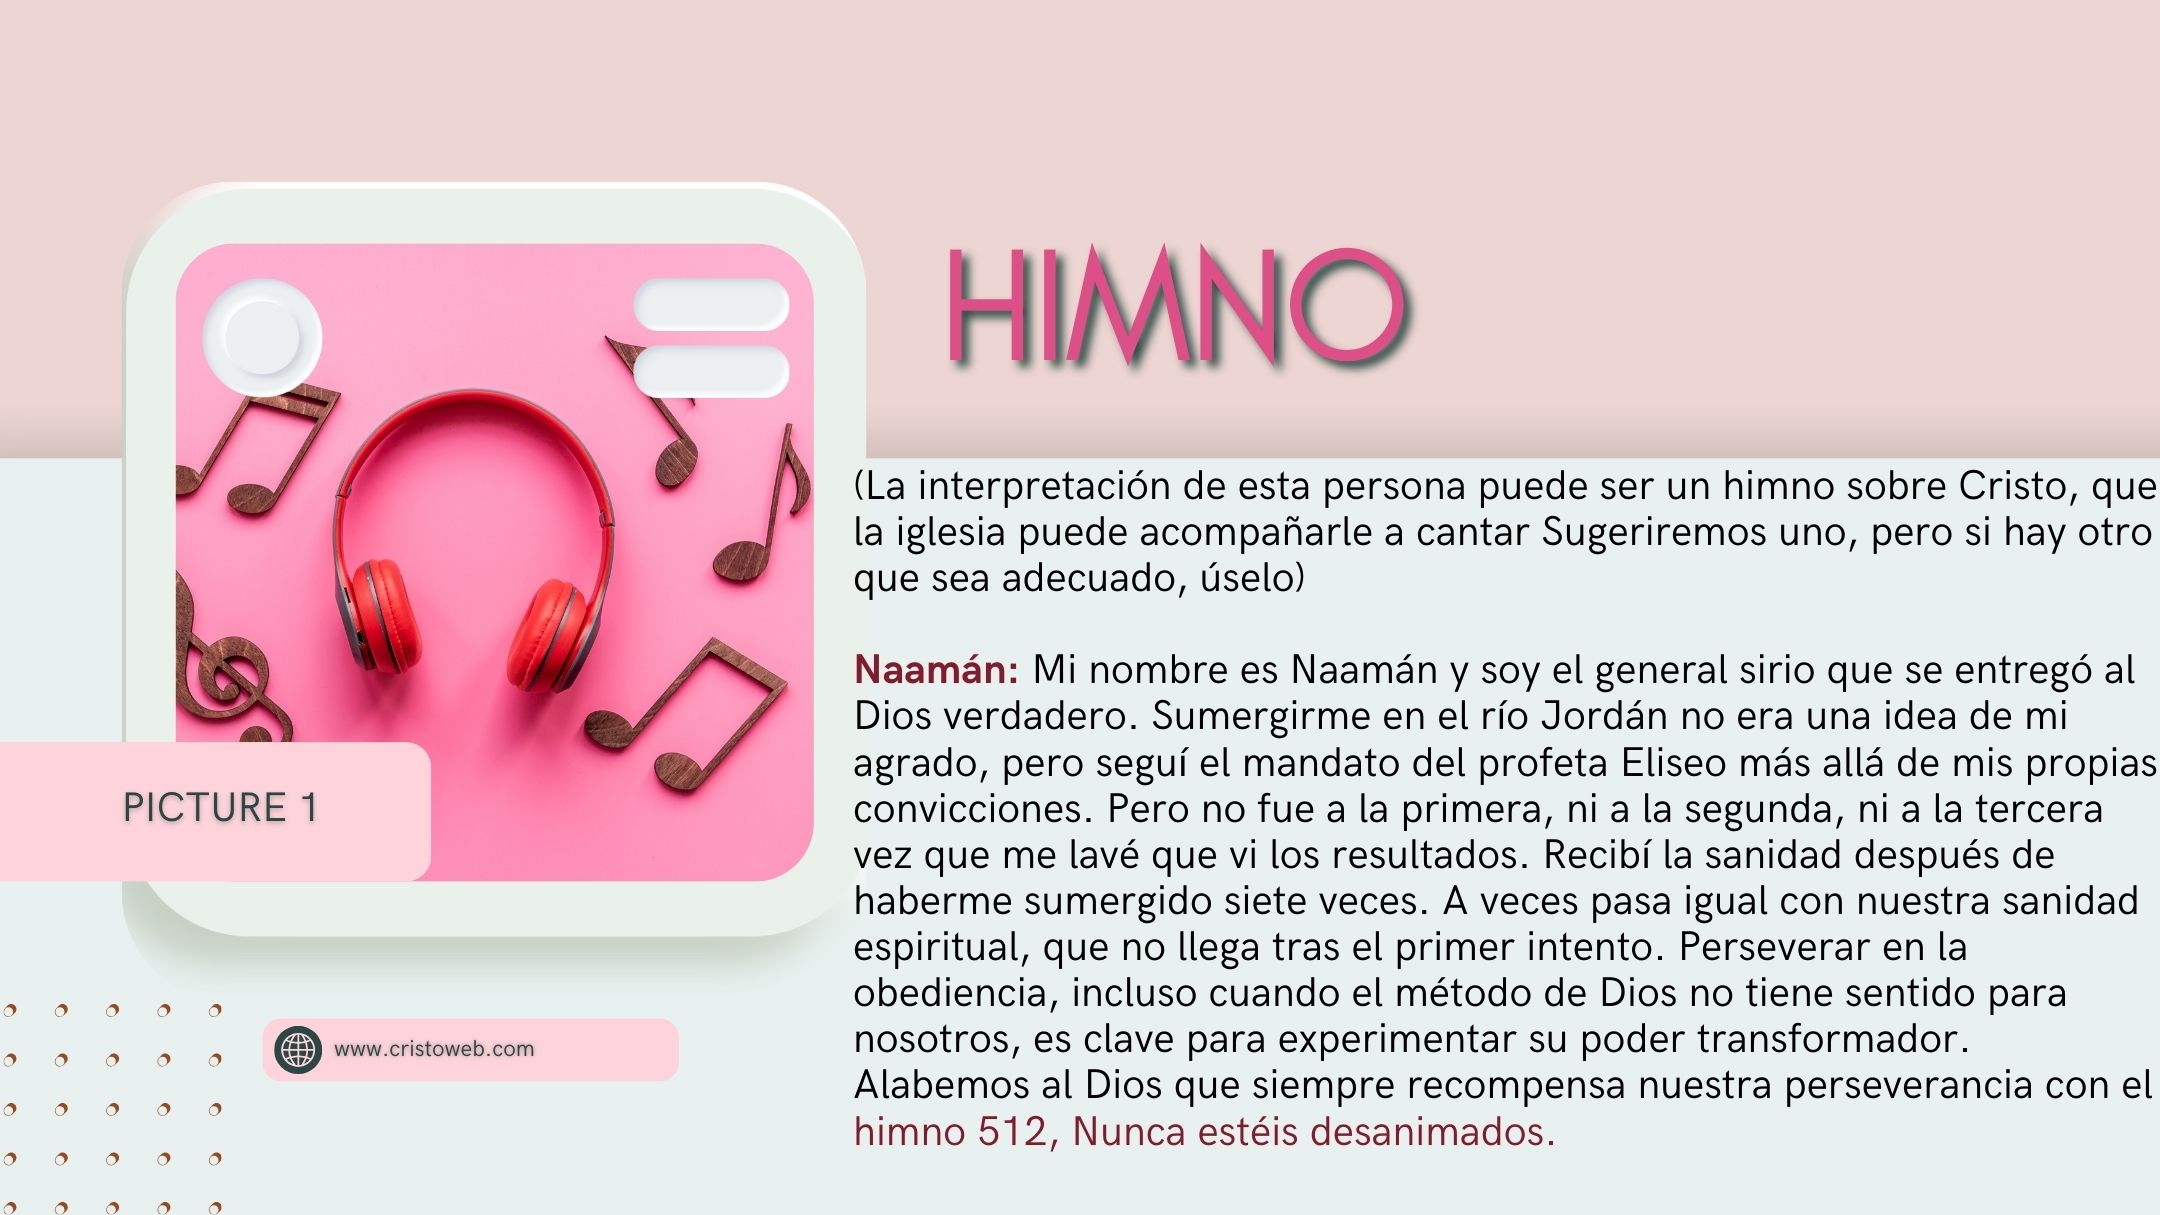 HIMNO
(La interpretación de esta persona puede ser un himno sobre Cristo, que
la iglesia puede acompañarle a cantar Sugeriremos uno, pero si hay otro
que sea adecuado, úselo)
Naamán: Mi nombre es Naamán y soy el general sirio que se entregó al
Dios verdadero. Sumergirme en el río Jordán no era una idea de mi
agrado, pero seguí el mandato del profeta Eliseo más allá de mis propias
convicciones. Pero no fue a la primera, ni a la segunda, ni a la tercera
vez que me lavé que vi los resultados. Recibí la sanidad después de
haberme sumergido siete veces. A veces pasa igual con nuestra sanidad
espiritual, que no llega tras el primer intento. Perseverar en la
obediencia, incluso cuando el método de Dios no tiene sentido para
nosotros, es clave para experimentar su poder transformador.
Alabemos al Dios que siempre recompensa nuestra perseverancia con el
himno 512, Nunca estéis desanimados.
PICTURE 1
www.cristoweb.com